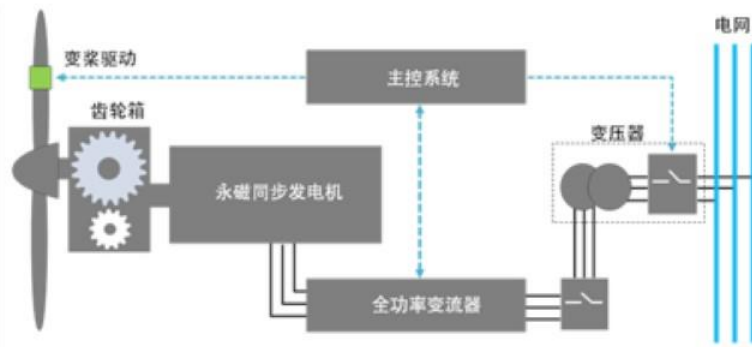 电网
变桨驱动
主控系统
齿轮箱
变压器
永磁同步发电机
全功率变流器